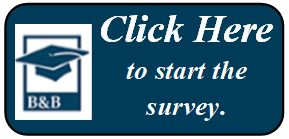 Click Here
to start the
survey.
B&B